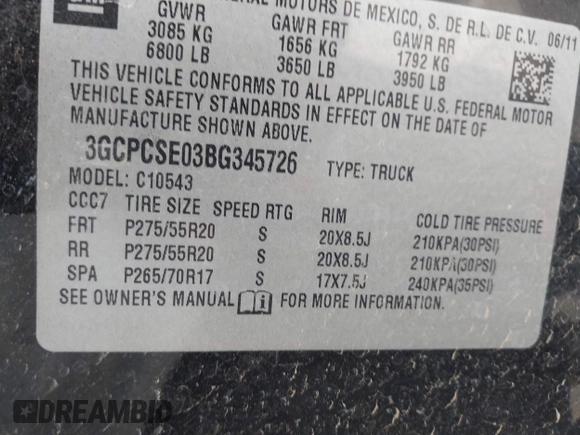 MOTORS DE MEXICO, S. DE R.L. DE C.V. 06/11
GVWR GAWR FRT GAWR RR
3085 KG 1656 KG 1792 KG
6800 LB 3650 LB 3950 LB
THIS VEHICLE CONFORMS TO ALL APPLICABLE U.S. FEDERAL MOTOR
VEHICLE SAFETY STANDARDS IN EFFECT ON THE DATE OF
MANUFACTURE SHOWN ABOVE.
3GCPCSE03BG345726 TYPE: TRUCK
MODEL: C10543
CCC7 TIRE SIZE SPEED RTG RIM COLD TIRE PRESSURE
FRT P275/55R20 S 20X8.5J 210KPA(30PSI)
RR P275/55R20 S 20X8.5J 210KPA(30PSI)
SPA P265/70R17 S 17X7.5J 240KPA(35PSI)
SEE OWNER'S MANUAL FOR MORE INFORMATION.
DREAMBID